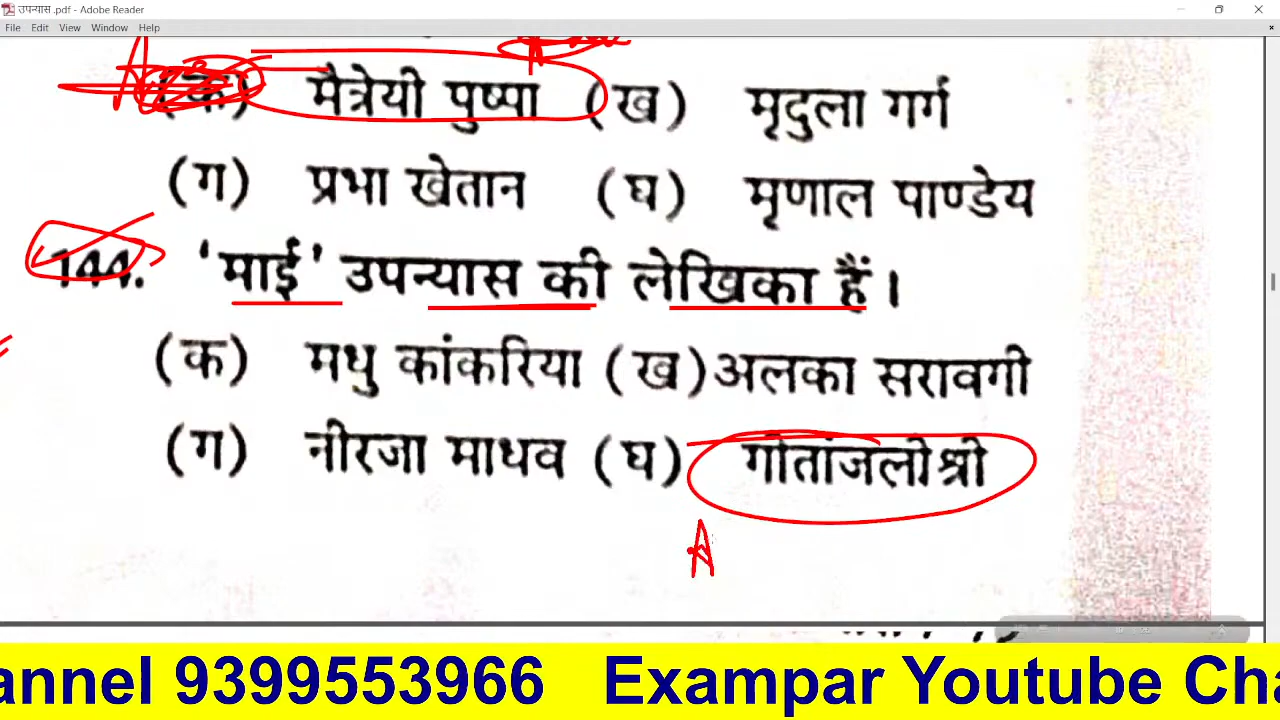 उपन्यास .pdf - Adobe Reader
File Edit View Window Help
A
A
(क) मैत्रेयी पुष्पा (ख) मृदुला गर्ग
(ग) प्रभा खेतान (घ) मृणाल पाण्डेय
144. 'माई' उपन्यास की लेखिका हैं।
(क) मधु कांकरिया (ख)अलका सरावगी
(ग) नीरजा माधव (घ) गीतांजलीश्री
A
annel 9399553966 Exampar Youtube Cha